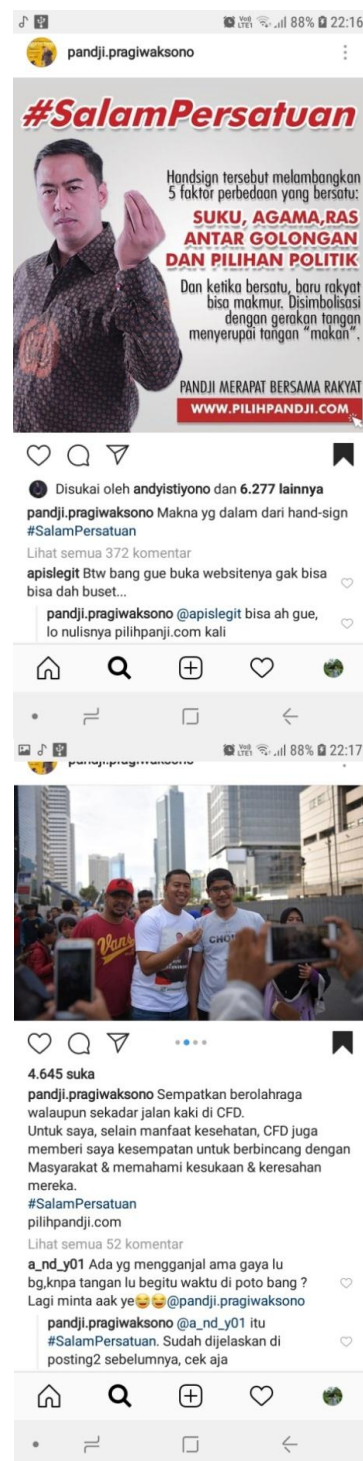 88% 22:16
pandji.pragiwaksono
#SalamPersatuan
Handsign tersebut melambangkan
5 faktor perbedaan yang bersatu:
SUKU, AGAMA,RAS
ANTAR GOLONGAN
DAN PILIHAN POLITIK
Dan ketika bersatu, baru rakyat
bisa makmur. Disimbolisasi
dengan gerakan tangan
menyerupai tangan "makan".
PANDJI MERAPAT BERSAMA RAKYAT
WWW.PILIHPANDJI.COM
Disukai oleh andyistiyono dan 6.277 lainnya
pandji.pragiwaksono Makna yg dalam dari hand-sign
#SalamPersatuan
Lihat semua 372 komentar
apislegit Btw bang gue buka websitenya gak bisa
bisa dah buset...
pandji.pragiwaksono @apislegit bisa ah gue,
lo nulisnya pilihpanji.com kali
88% 22:17
pandji.pragiwaksono
Vans
CHOI
4.645 suka
pandji.pragiwaksono Sempatkan berolahraga
walaupun sekadar jalan kaki di CFD.
Untuk saya, selain manfaat kesehatan, CFD juga
memberi saya kesempatan untuk berbincang dengan
Masyarakat & memahami kesukaan & keresahan
mereka.
#SalamPersatuan
pilihpandji.com
Lihat semua 52 komentar
a_nd_y01 Ada yg mengganjal ama gaya lu
bg,knpa tangan lu begitu waktu di poto bang ?
Lagi minta aak ye😂😂@pandji.pragiwaksono
pandji.pragiwaksono @a_nd_y01 itu
#SalamPersatuan. Sudah dijelaskan di
posting2 sebelumnya, cek aja